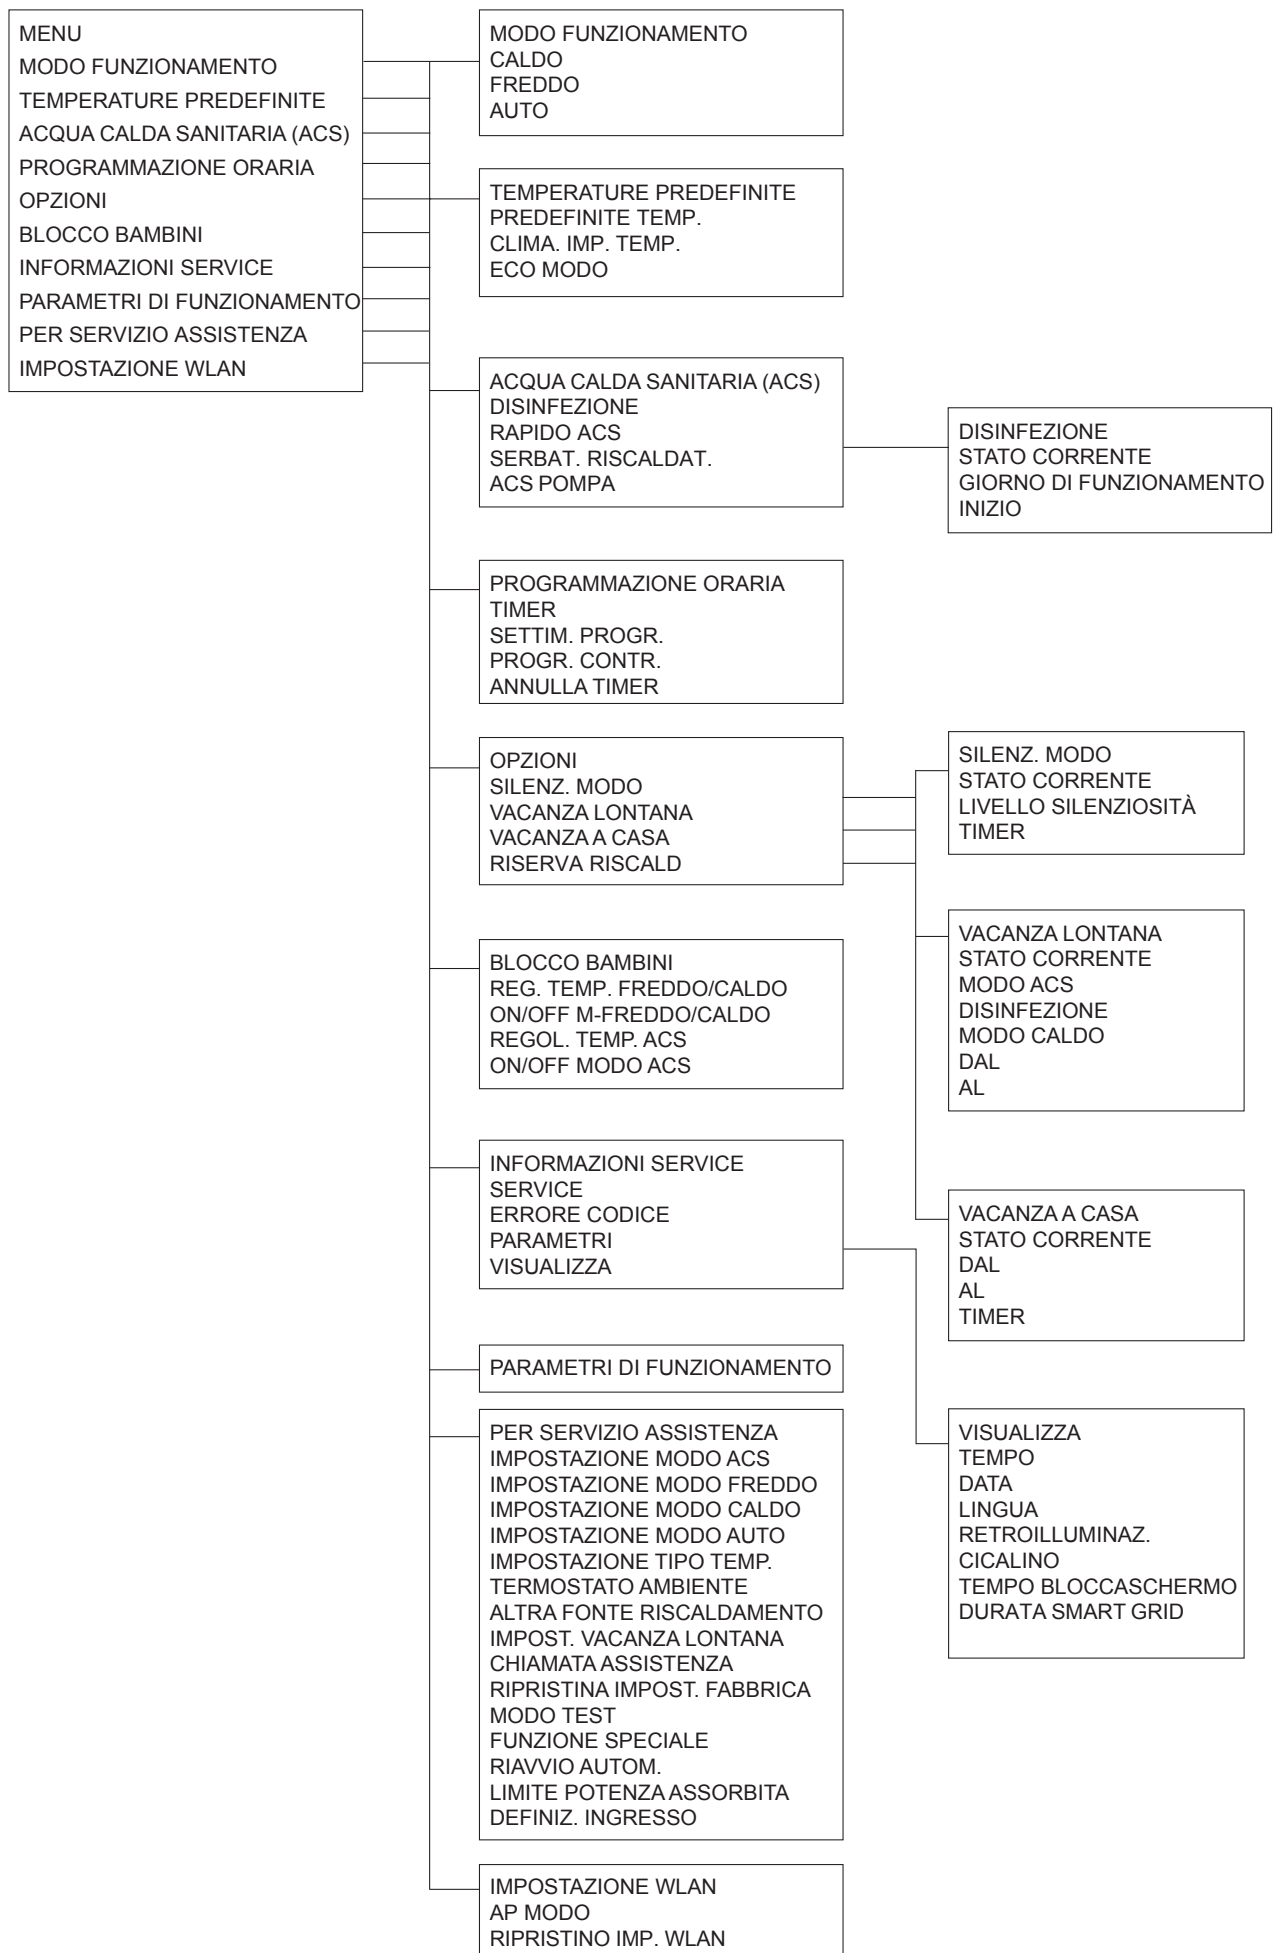 MENU
MODO FUNZIONAMENTO
TEMPERATURE PREDEFINITE
ACQUA CALDA SANITARIA (ACS)
PROGRAMMAZIONE ORARIA
OPZIONI
BLOCCO BAMBINI
INFORMAZIONI SERVICE
PARAMETRI DI FUNZIONAMENTO
PER SERVIZIO ASSISTENZA
IMPOSTAZIONE WLAN
MODO FUNZIONAMENTO
CALDO
FREDDO
AUTO
TEMPERATURE PREDEFINITE
PREDEFINITE TEMP.
CLIMA. IMP. TEMP.
ECO MODO
ACQUA CALDA SANITARIA (ACS)
DISINFEZIONE
RAPIDO ACS
SERBAT. RISCALDAT.
ACS POMPA
DISINFEZIONE
STATO CORRENTE
GIORNO DI FUNZIONAMENTO
INIZIO
PROGRAMMAZIONE ORARIA
TIMER
SETTIM. PROGR.
PROGR. CONTR.
ANNULLA TIMER
OPZIONI
SILENZ. MODO
VACANZA LONTANA
VACANZA A CASA
RISERVA RISCALD
SILENZ. MODO
STATO CORRENTE
LIVELLO SILENZIOSITÀ
TIMER
VACANZA LONTANA
STATO CORRENTE
MODO ACS
DISINFEZIONE
MODO CALDO
DAL
AL
VACANZA A CASA
STATO CORRENTE
DAL
AL
TIMER
BLOCCO BAMBINI
REG. TEMP. FREDDO/CALDO
ON/OFF M-FREDDO/CALDO
REGOL. TEMP. ACS
ON/OFF MODO ACS
INFORMAZIONI SERVICE
SERVICE
ERRORE CODICE
PARAMETRI
VISUALIZZA
VISUALIZZA
TEMPO
DATA
LINGUA
RETROILLUMINAZ.
CICALINO
TEMPO BLOCCASCHERMO
DURATA SMART GRID
PARAMETRI DI FUNZIONAMENTO
PER SERVIZIO ASSISTENZA
IMPOSTAZIONE MODO ACS
IMPOSTAZIONE MODO FREDDO
IMPOSTAZIONE MODO CALDO
IMPOSTAZIONE MODO AUTO
IMPOSTAZIONE TIPO TEMP.
TERMOSTATO AMBIENTE
ALTRA FONTE RISCALDAMENTO
IMPOST. VACANZA LONTANA
CHIAMATA ASSISTENZA
RIPRISTINA IMPOST. FABBRICA
MODO TEST
FUNZIONE SPECIALE
RIAVVIO AUTOM.
LIMITE POTENZA ASSORBITA
DEFINIZ. INGRESSO
IMPOSTAZIONE WLAN
AP MODO
RIPRISTINO IMP. WLAN